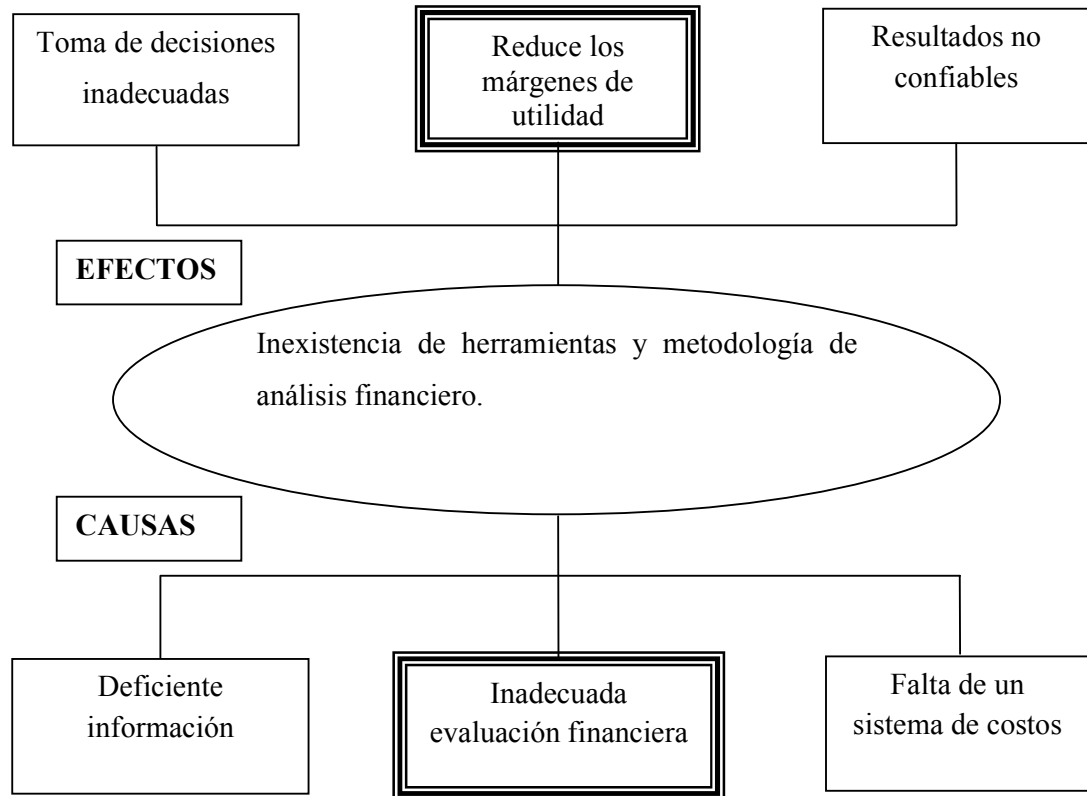 Toma de decisiones
inadecuadas
Reduce los
márgenes de
utilidad
Resultados no
confiables
EFECTOS
Inexistencia de herramientas y metodología de
análisis financiero.
CAUSAS
Deficiente
información
Inadecuada
evaluación financiera
Falta de un
sistema de costos